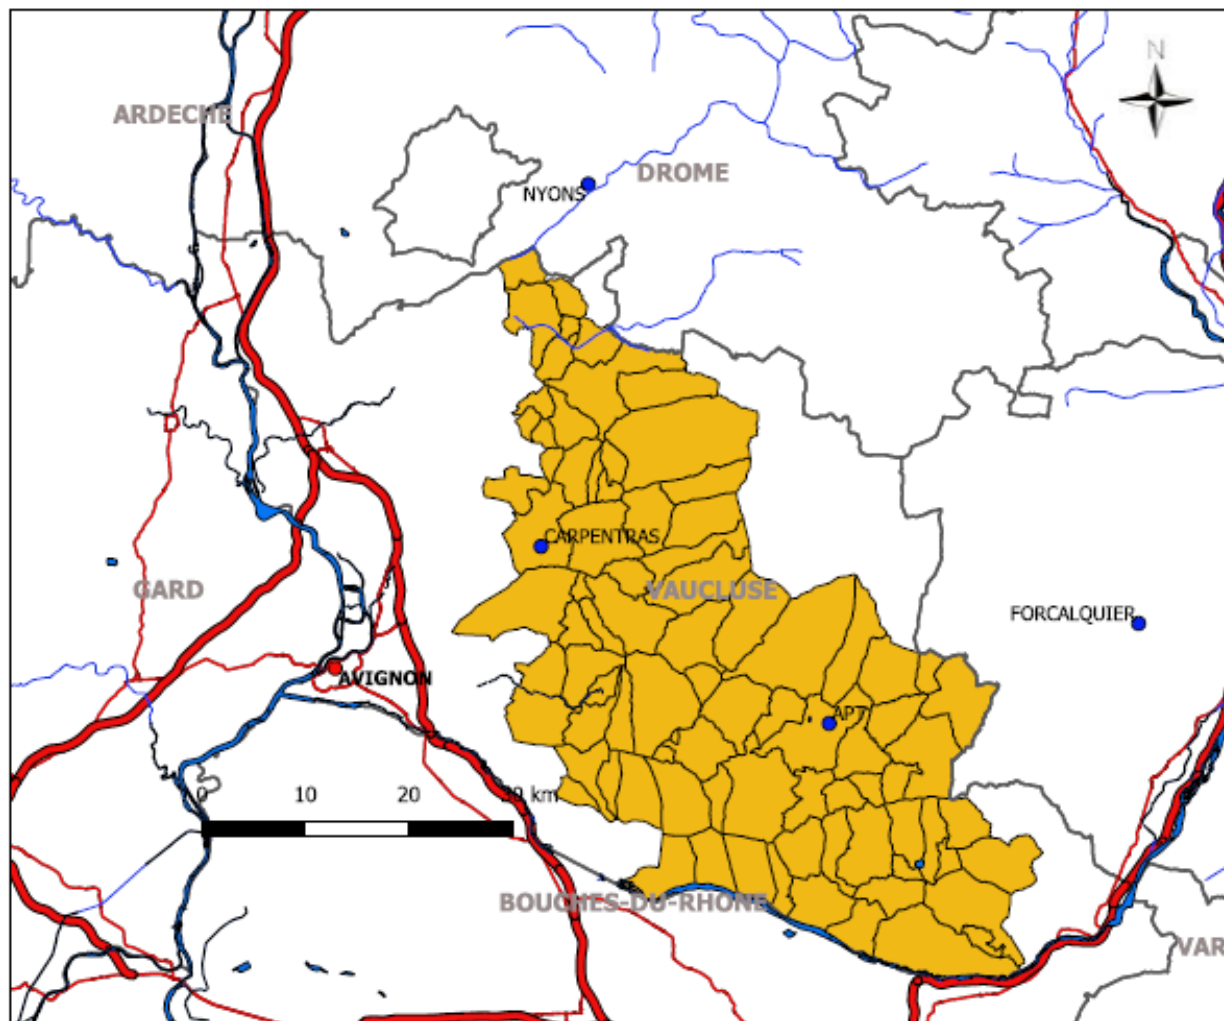 N
ARDECHE
DROME
NYONS
CARPENTRAS
GARD
VAUCLUSE
FORCALQUIER
AVIGNON
APT
0 10 20 30 km
BOUCHES-DU-RHONE
VAR